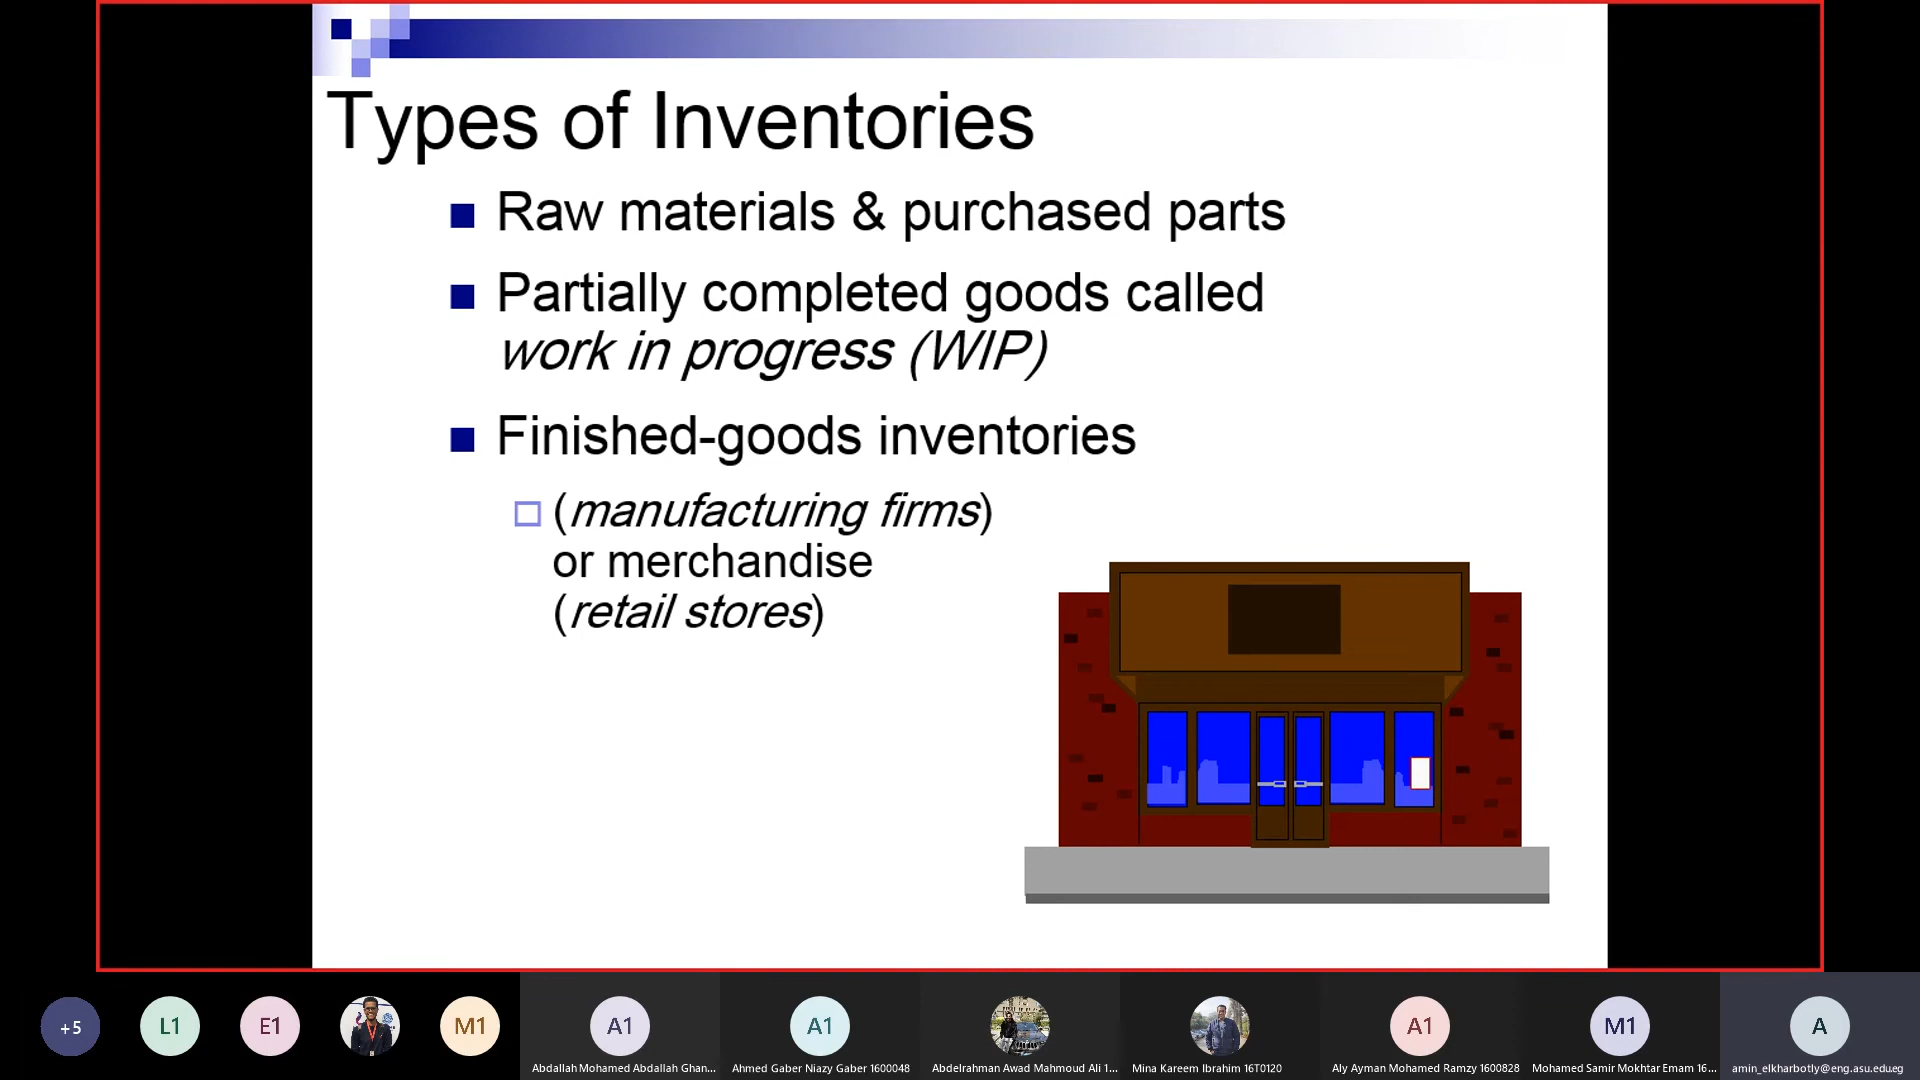 Types of Inventories
Raw materials & purchased parts
Partially completed goods called
work in progress (WIP)
Finished-goods inventories
(manufacturing firms)
or merchandise
(retail stores)
+5
L1
E1
M1
A1
A1
A1
M1
A
Abdallah Mohamed Abdallah Ghan...
Ahmed Gaber Niazy Gaber 1600048
Abdelrahman Awad Mahmoud Ali 1...
Mina Kareem Ibrahim 16T0120
Aly Ayman Mohamed Ramzy 1600828
Mohamed Samir Mokhtar Emam 16...
amin_elkharbotly@eng.asu.edu.eg